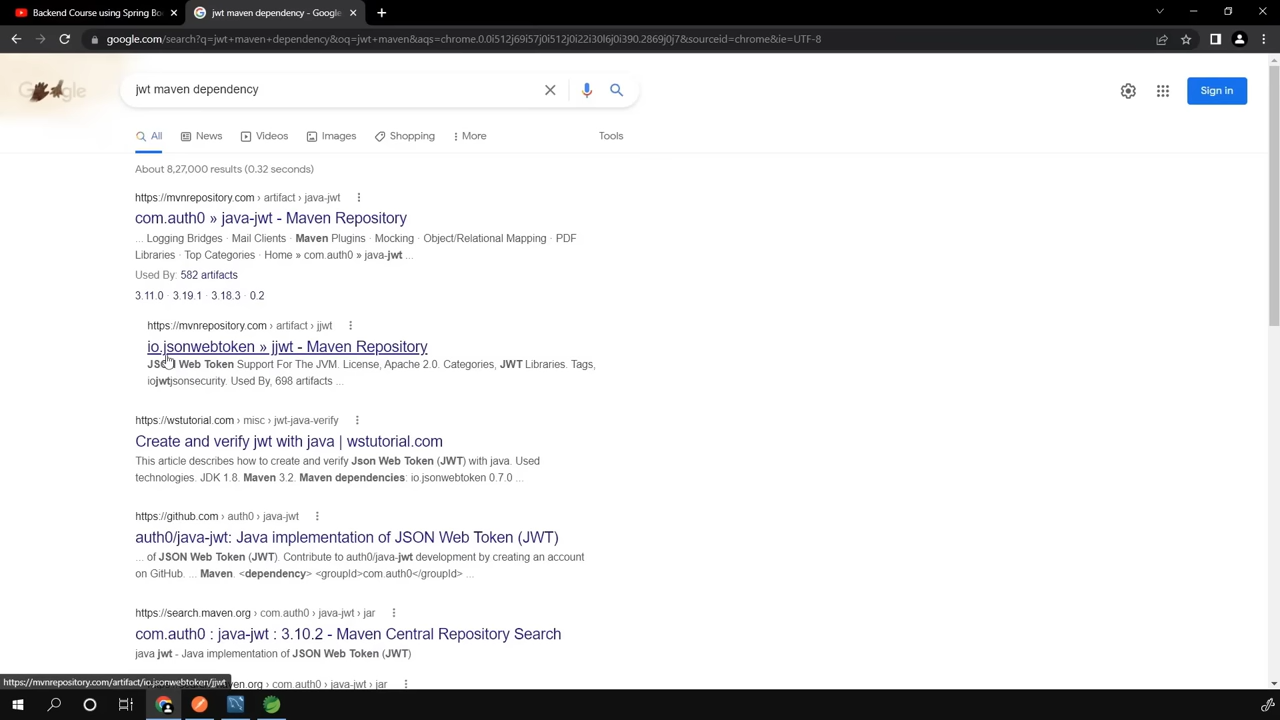 Backend Course using Spring Bo
jwt maven dependency - Google
google.com/search?q=jwt+maven+dependency&oq=jwt+maven&aqs=chrome.0.0i512j69i57j0i512j0i22i30l6j0i390.2869j0j7&sourceid=chrome&ie=UTF-8
jwt maven dependency
Sign in
All News Videos Images Shopping More Tools
About 8,27,000 results (0.32 seconds)
https://mvnrepository.com › artifact › java-jwt
com.auth0 » java-jwt - Maven Repository
... Logging Bridges · Mail Clients · Maven Plugins · Mocking · Object/Relational Mapping · PDF
Libraries · Top Categories · Home » com.auth0 » java-jwt ...
Used By: 582 artifacts
3.11.0 · 3.19.1 · 3.18.3 · 0.2
https://mvnrepository.com › artifact › jjwt
io.jsonwebtoken » jjwt - Maven Repository
JSON Web Token Support For The JVM. License, Apache 2.0. Categories, JWT Libraries. Tags,
iojwtjsonsecurity. Used By, 698 artifacts ...
https://wstutorial.com › misc › jwt-java-verify
Create and verify jwt with java | wstutorial.com
This article describes how to create and verify Json Web Token (JWT) with java. Used
technologies. JDK 1.8. Maven 3.2. Maven dependencies: io.jsonwebtoken 0.7.0 ...
https://github.com › auth0 › java-jwt
auth0/java-jwt: Java implementation of JSON Web Token (JWT)
... of JSON Web Token (JWT). Contribute to auth0/java-jwt development by creating an account
on GitHub. ... Maven. <dependency> <groupId>com.auth0</groupId> ...
https://search.maven.org › com.auth0 › java-jwt › jar
com.auth0 : java-jwt : 3.10.2 - Maven Central Repository Search
java jwt - Java implementation of JSON Web Token (JWT)
https://mvnrepository.com/artifact/io.jsonwebtoken/jjwt
en.org › com.auth0 › java-jwt › jar